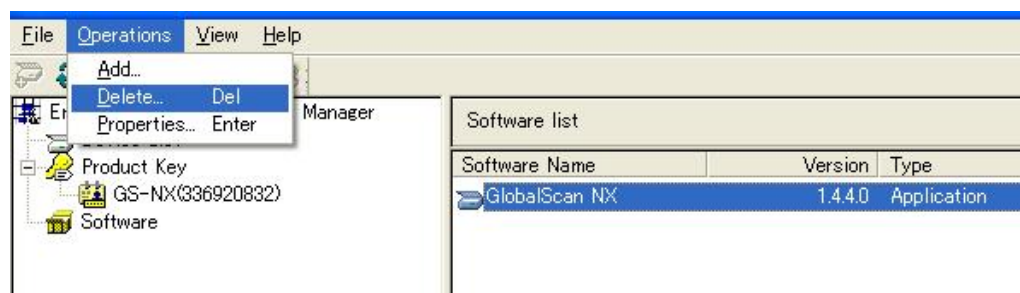 File Operations View Help
Add...
Delete... Del
Properties... Enter
Manager
Product Key
GS-NX(336920832)
Software
Software list
Software Name Version Type
GlobalScan NX 1.4.4.0 Application